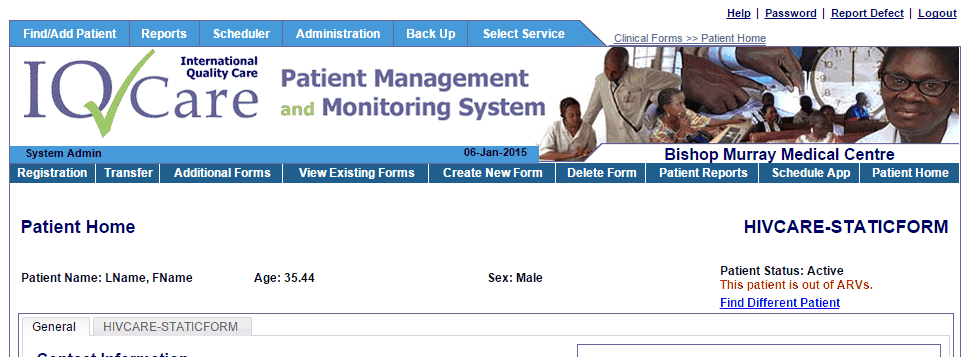 Help | Password | Report Defect | Logout
Find/Add Patient Reports Scheduler Administration Back Up Select Service
Clinical Forms >> Patient Home
IQCare International
Quality Care
Patient Management
and Monitoring System
System Admin 06-Jan-2015 Bishop Murray Medical Centre
Registration Transfer Additional Forms View Existing Forms Create New Form Delete Form Patient Reports Schedule App Patient Home
Patient Home HIVCARE-STATICFORM
Patient Name: LName, FName Age: 35.44 Sex: Male Patient Status: Active
This patient is out of ARVs.
Find Different Patient
General HIVCARE-STATICFORM
Contact Information